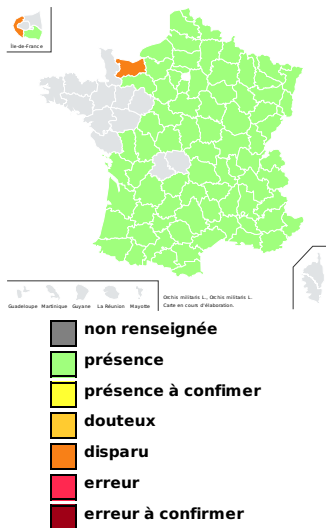 Île-de-France
Guadeloupe Martinique Guyane La Réunion Mayotte
Orchis militaris L., Orchis militaris L.
Carte en cours d'élaboration.
non renseignée
présence
présence à confimer
douteux
disparu
erreur
erreur à confirmer